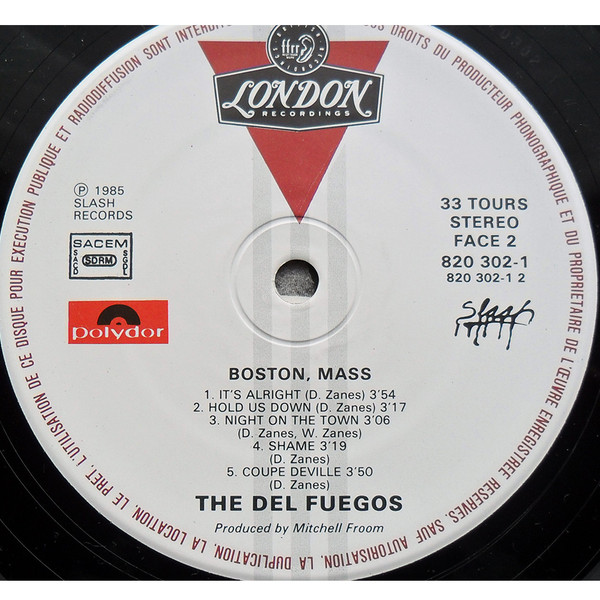 ffrr
LONDON
RECORDINGS
DROITS DU PRODUCTEUR PHONOGRAPHIQUE ET DU PROPRIETAIRE DE L'ŒUVRE ENREGISTREE RESERVES. SAUF AUTORISATION, LA DUPLICATION, LA LOCATION, LE PRET, L'UTILISATION DE CE DISQUE POUR EXECUTION PUBLIQUE ET RADIODIFFUSION SONT INTERDITS
℗ 1985
SLASH
RECORDS
SACEM
SACD SDRM SGDL
polydor
33 TOURS
STEREO
FACE 2
820 302-1
820 302-1 2
Slash
BOSTON, MASS
1. IT'S ALRIGHT (D. Zanes) 3'54
2. HOLD US DOWN (D. Zanes) 3'17
3. NIGHT ON THE TOWN 3'06
(D. Zanes, W. Zanes)
4. SHAME 3'19
(D. Zanes)
5. COUPE DEVILLE 3'50
(D. Zanes)
THE DEL FUEGOS
Produced by Mitchell Froom